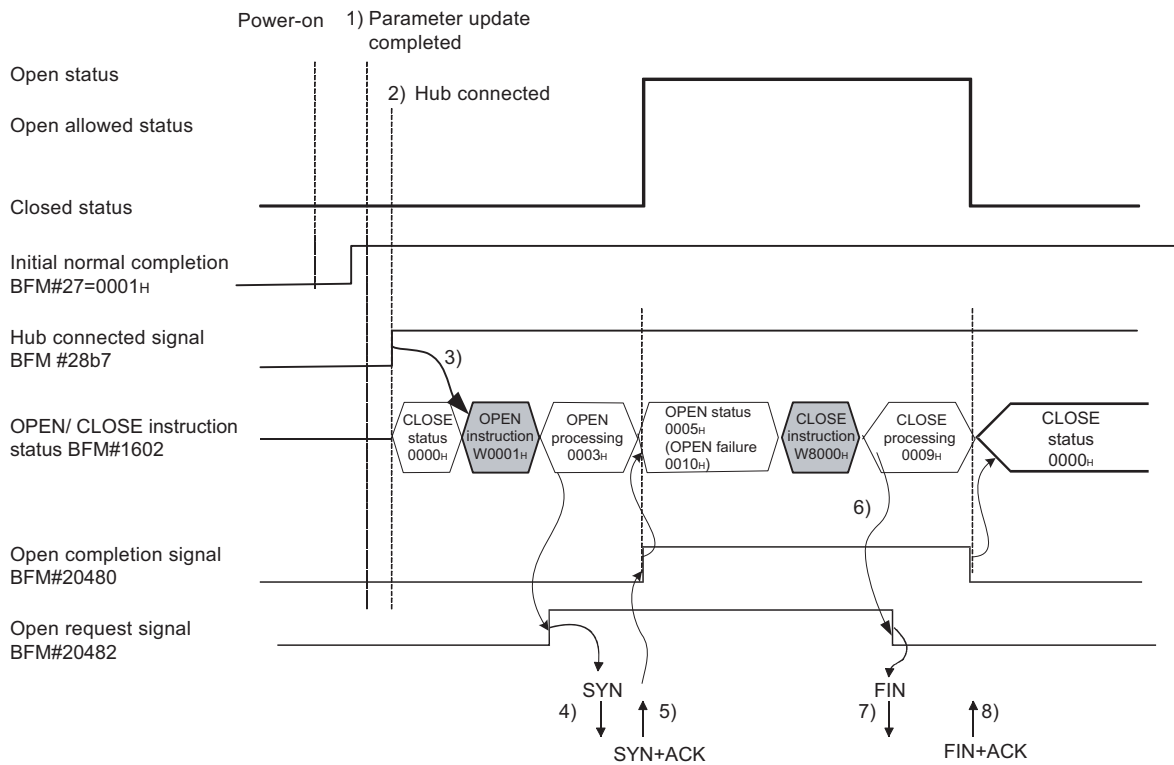 Power-on
1) Parameter update
completed
Open status
2) Hub connected
Open allowed status
Closed status
Initial normal completion
BFM#27=0001H
Hub connected signal
BFM #28b7
3)
OPEN/ CLOSE instruction
status BFM#1602
CLOSE
status
0000H
OPEN
instruction
W0001H
OPEN
processing
0003H
OPEN status
0005H
(OPEN failure
0010H)
CLOSE
instruction
W8000H
CLOSE
processing
0009H
CLOSE
status
0000H
6)
Open completion signal
BFM#20480
Open request signal
BFM#20482
SYN
4)
5)
SYN+ACK
FIN
7)
8)
FIN+ACK